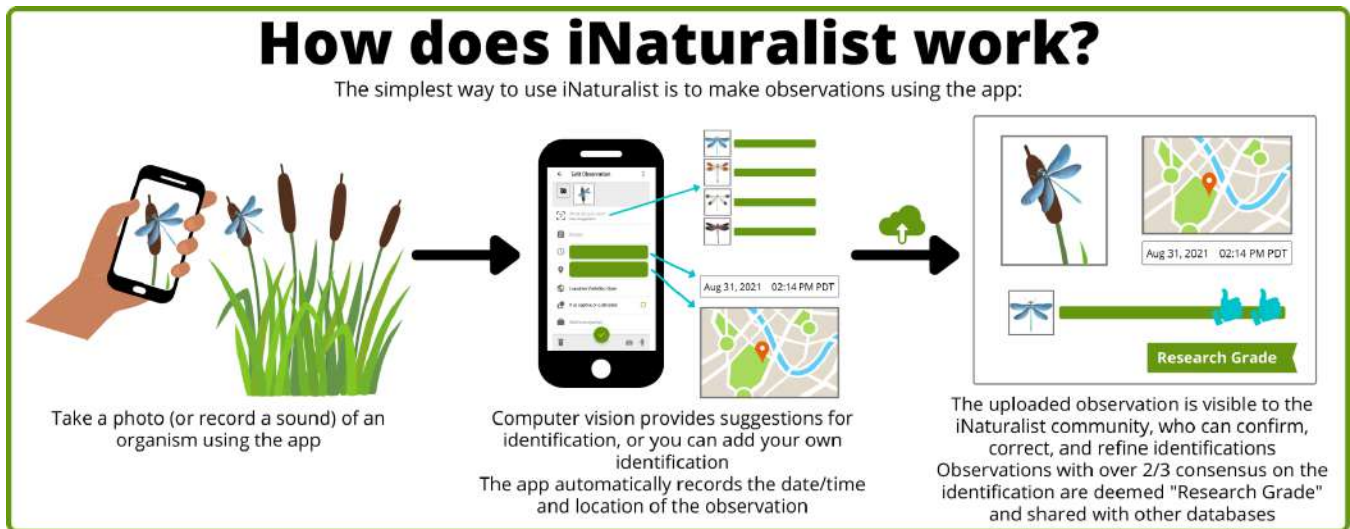 How does iNaturalist work?
The simplest way to use iNaturalist is to make observations using the app:
Edit Observation
Aug 31, 2021 02:14 PM PDT
Aug 31, 2021 02:14 PM PDT
Research Grade
Take a photo (or record a sound) of an
organism using the app
Computer vision provides suggestions for
identification, or you can add your own
identification
The app automatically records the date/time
and location of the observation
The uploaded observation is visible to the
iNaturalist community, who can confirm,
correct, and refine identifications
Observations with over 2/3 consensus on the
identification are deemed "Research Grade"
and shared with other databases